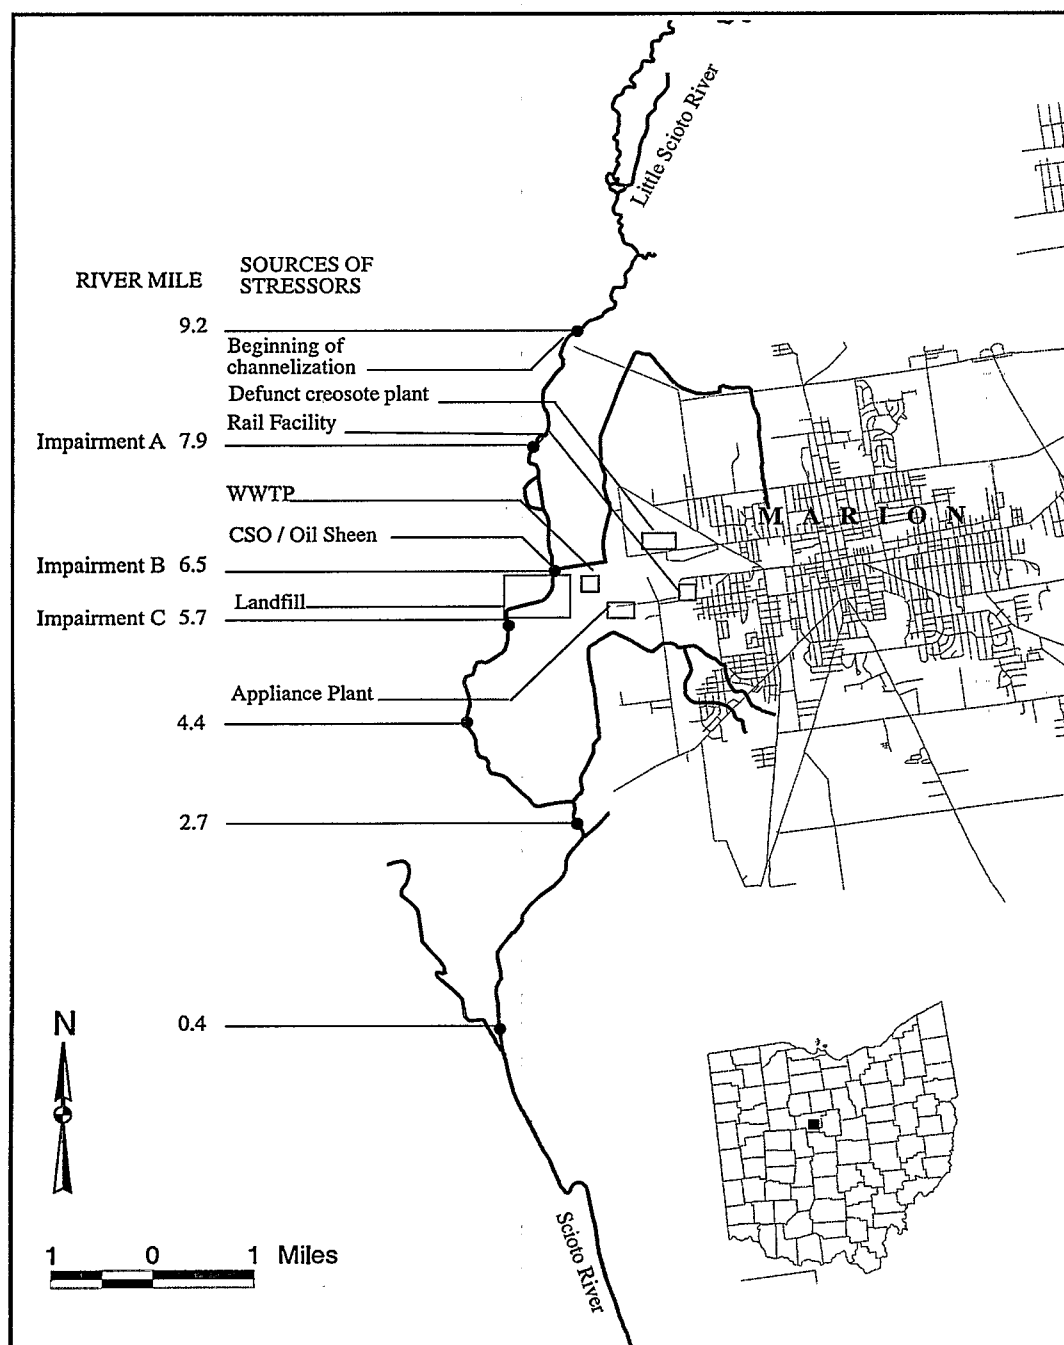 Little Scioto River
RIVER MILE
SOURCES OF
STRESSORS
9.2
Beginning of
channelization
Defunct creosote plant
Rail Facility
Impairment A 7.9
WWTP
MARION
CSO / Oil Sheen
Impairment B 6.5
Landfill
Impairment C 5.7
Appliance Plant
4.4
2.7
0.4
N
1 0 1 Miles
Scioto River